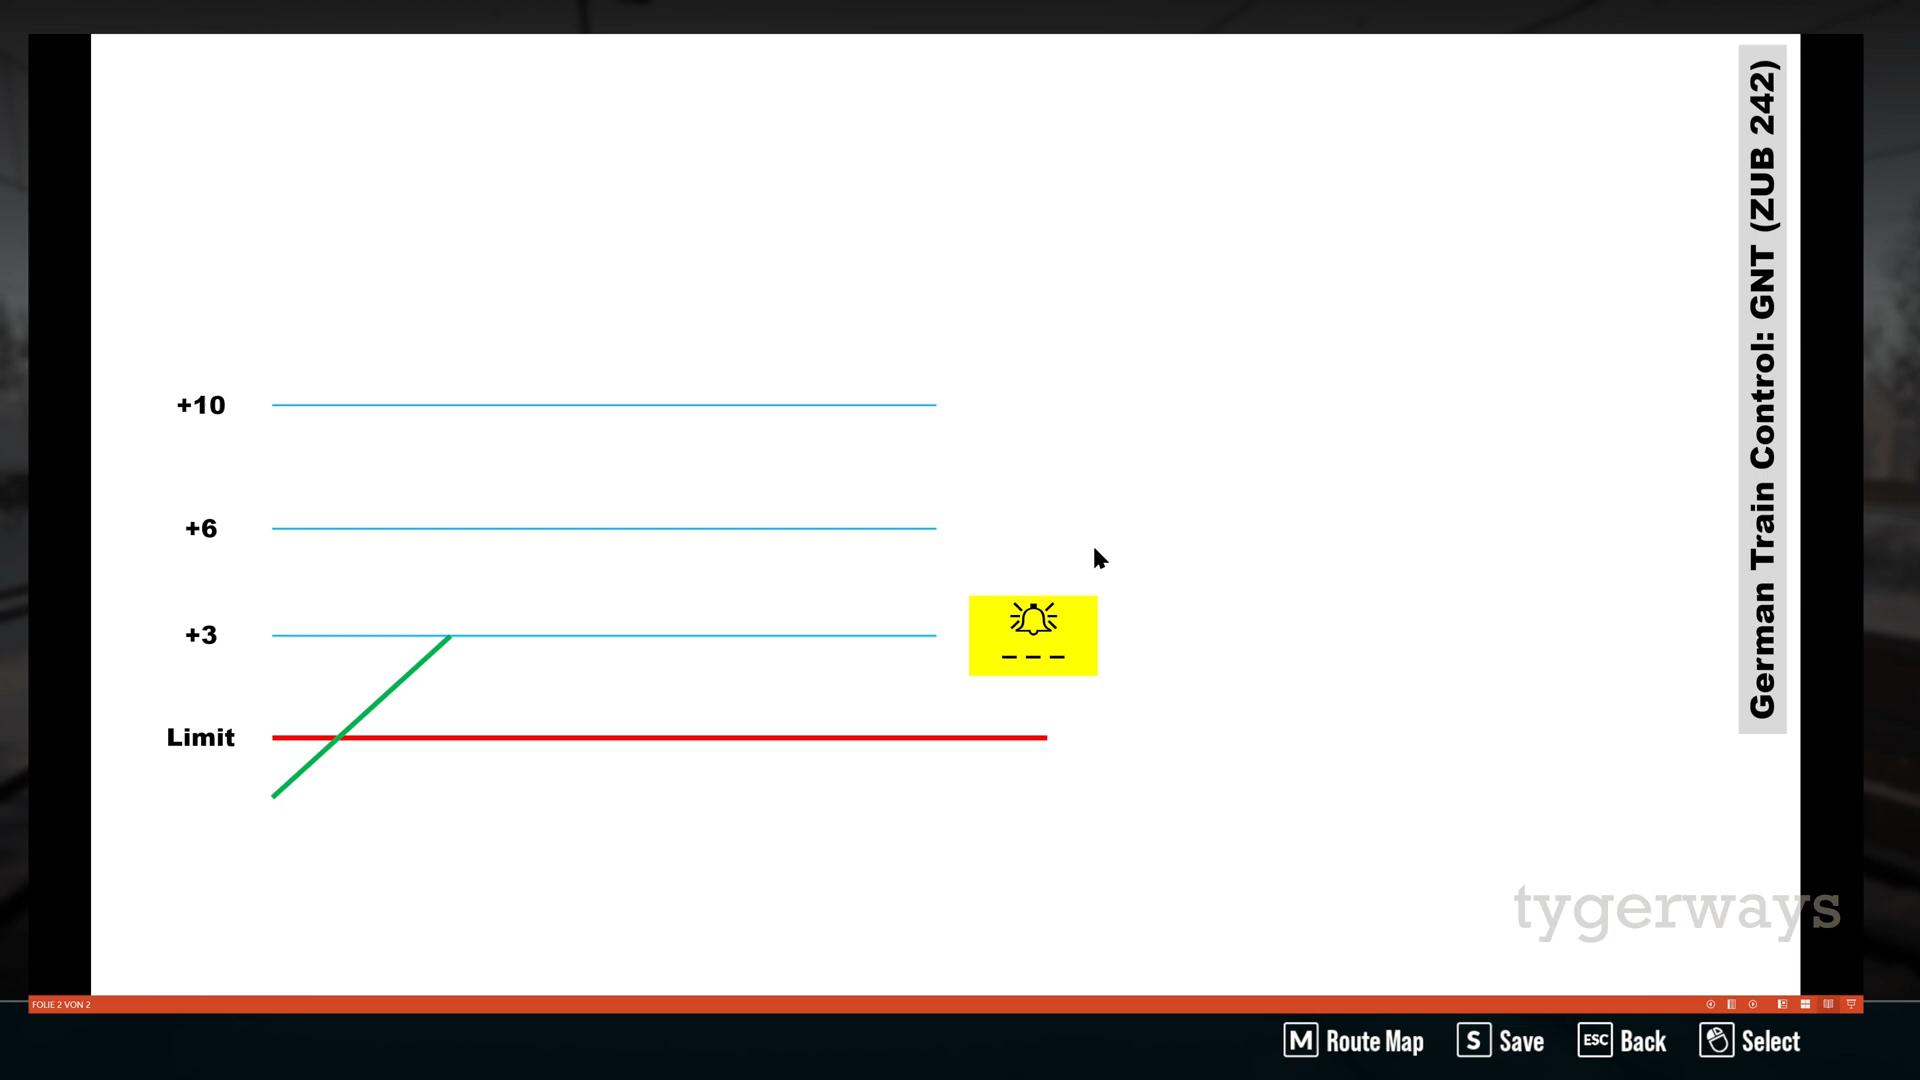 German Train Control: GNT (ZUB 242)
+10
+6
+3
– – –
Limit
tygerways
FOLIE 2 VON 2
M Route Map S Save ESC Back Select